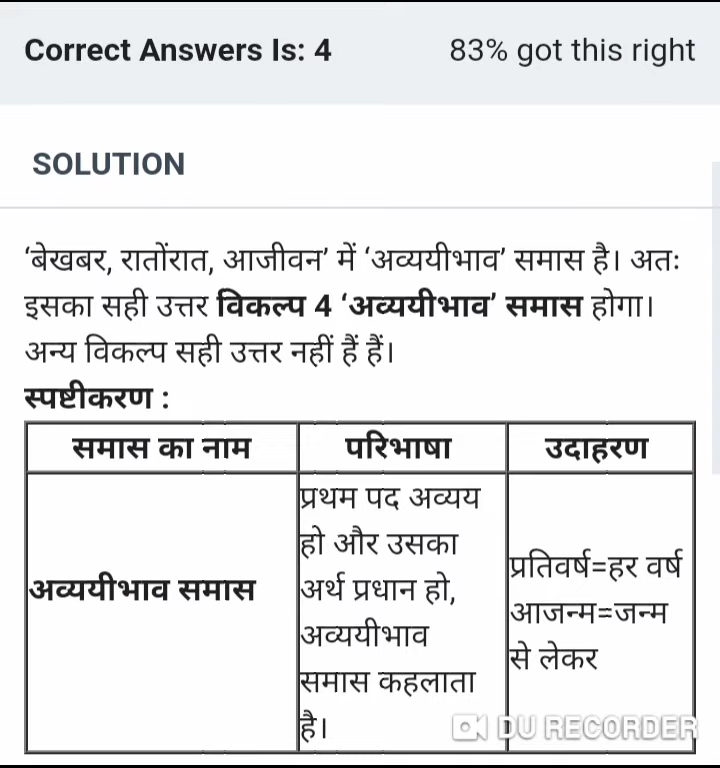 Correct Answers Is: 4 83% got this right
SOLUTION
‘बेखबर, रातोंरात, आजीवन’ में ‘अव्ययीभाव’ समास है। अतः
इसका सही उत्तर विकल्प 4 ‘अव्ययीभाव’ समास होगा।
अन्य विकल्प सही उत्तर नहीं हैं हैं।
स्पष्टीकरण :
समास का नाम परिभाषा उदाहरण
अव्ययीभाव समास
प्रथम पद अव्यय
हो और उसका
अर्थ प्रधान हो,
अव्ययीभाव
समास कहलाता
है।
प्रतिवर्ष=हर वर्ष
आजन्म=जन्म
से लेकर
DU RECORDER